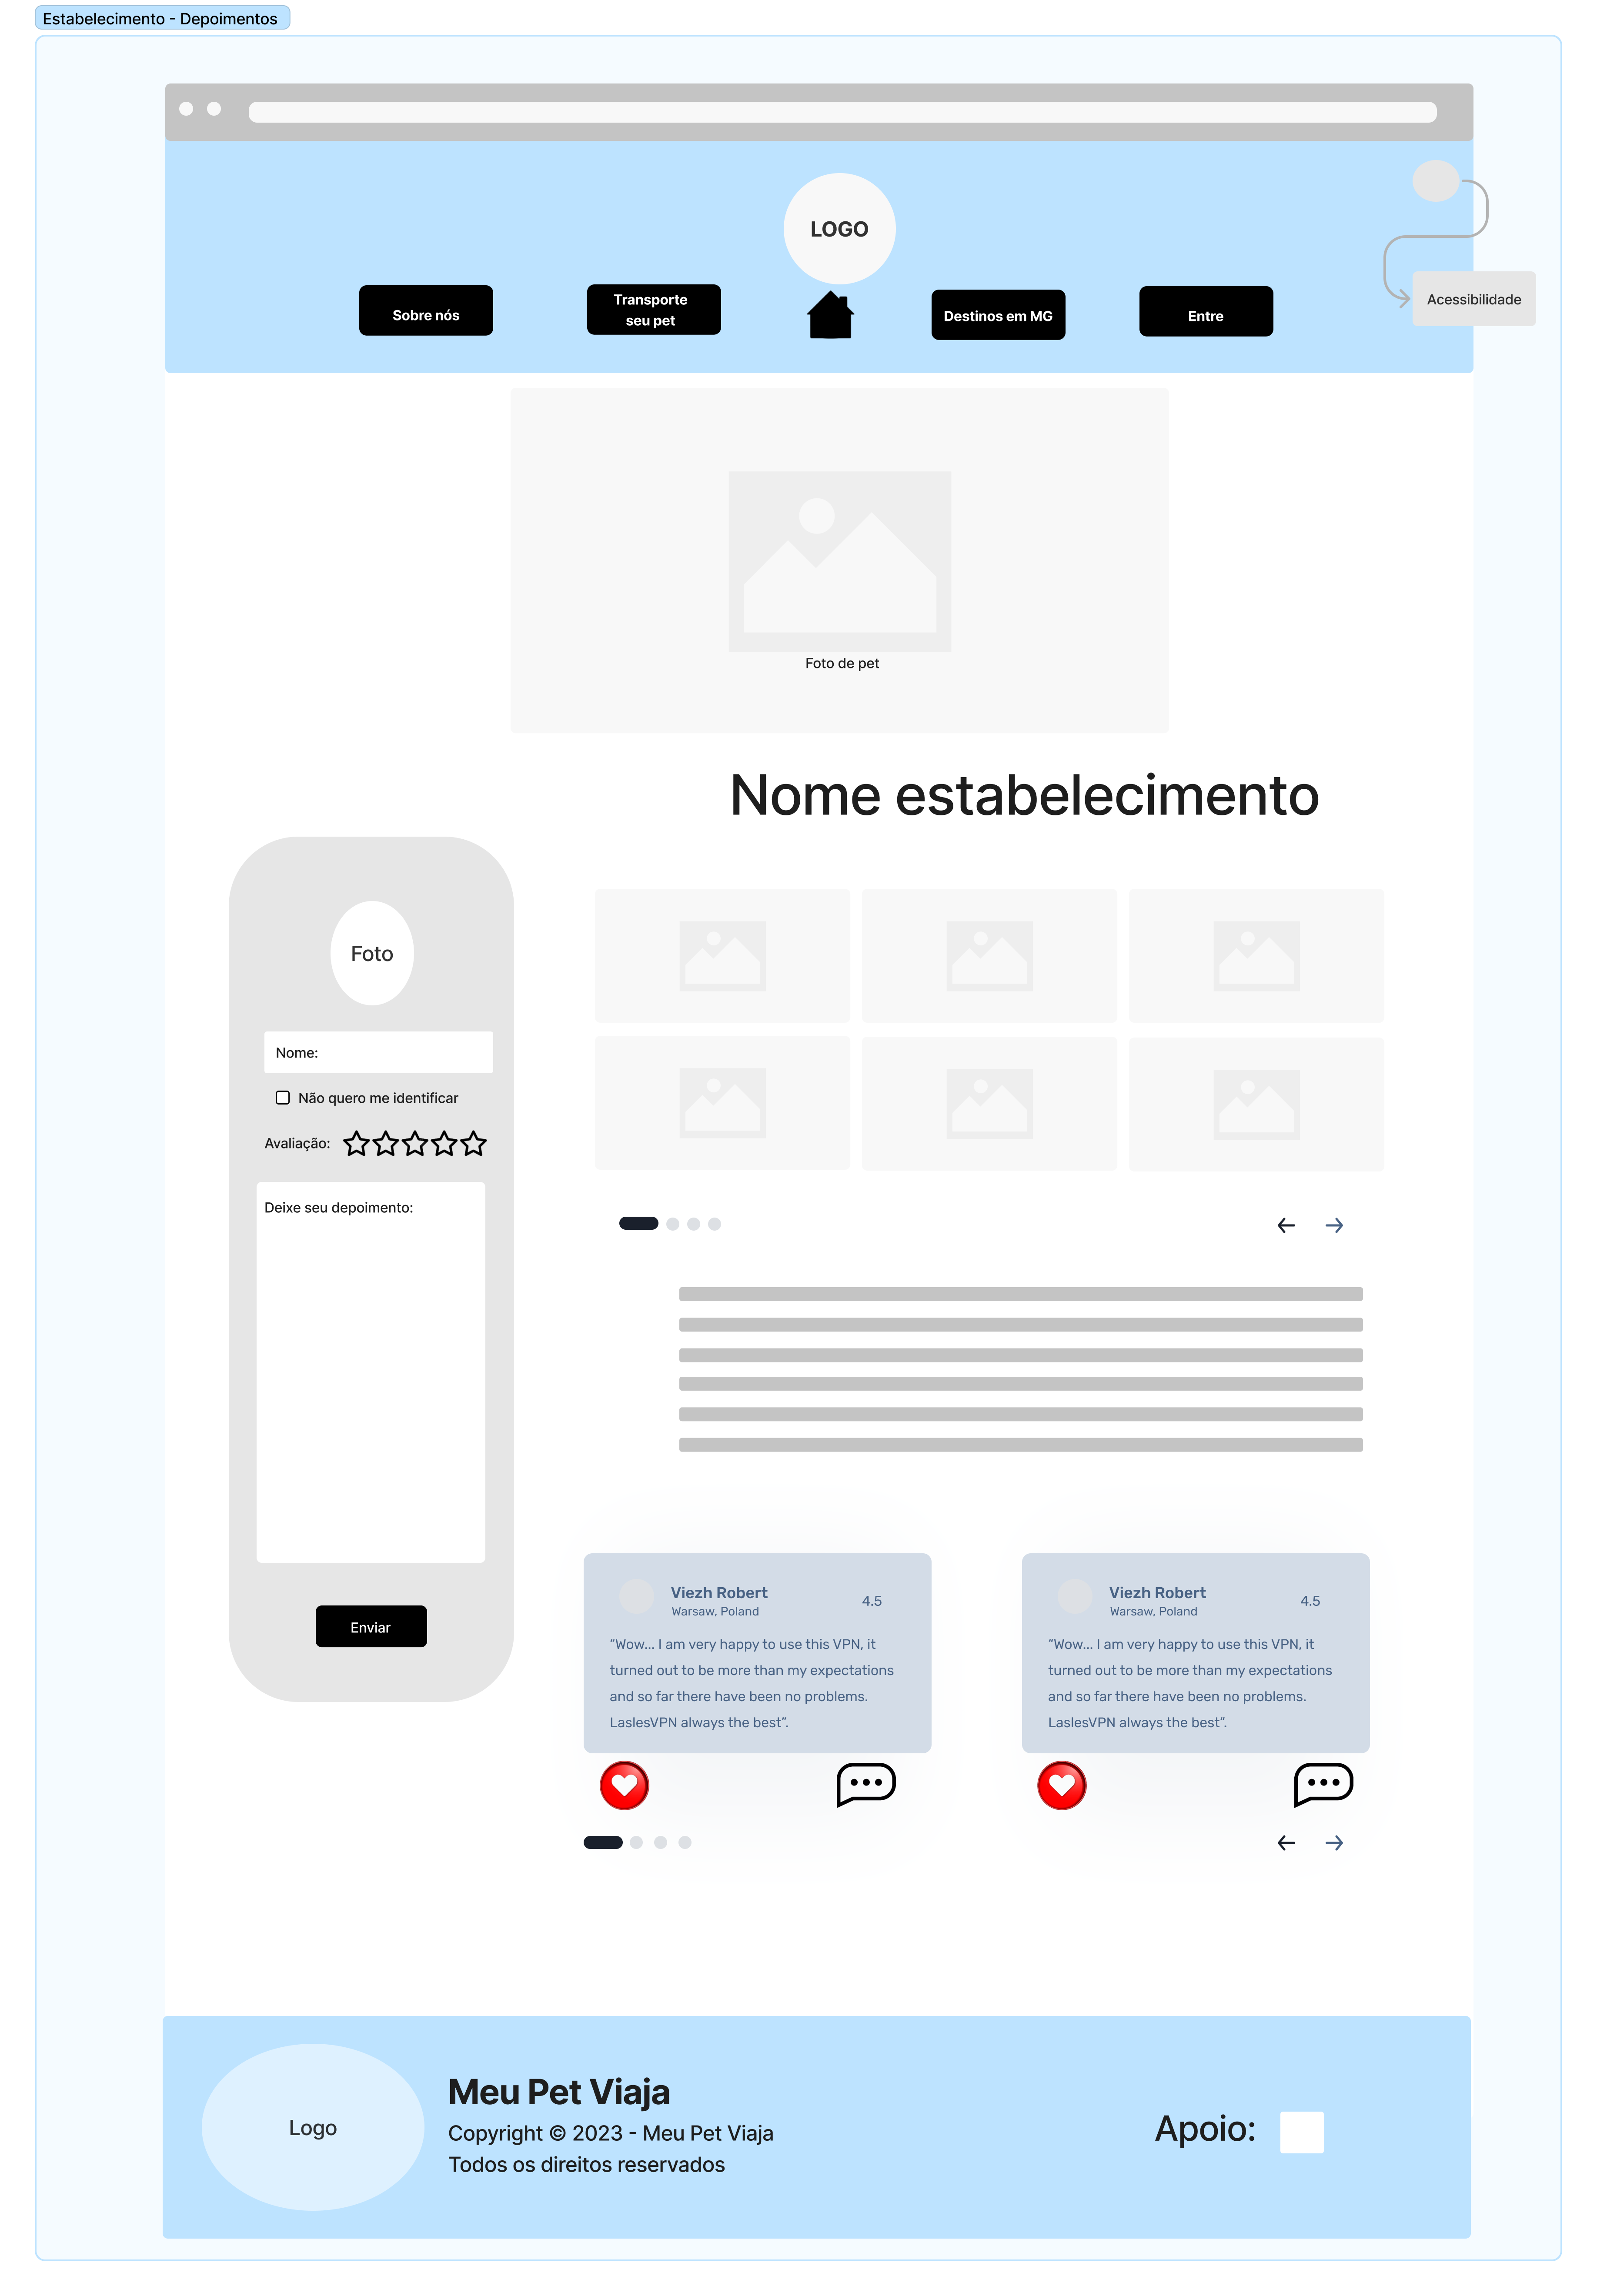 Estabelecimento - Depoimentos
LOGO
Sobre nós
Transporte
seu pet
Destinos em MG
Entre
Acessibilidade
Foto de pet
Nome estabelecimento
Foto
Nome:
Não quero me identificar
Avaliação:
Deixe seu depoimento:
Enviar
Viezh Robert
Warsaw, Poland
4.5
“Wow... I am very happy to use this VPN, it
turned out to be more than my expectations
and so far there have been no problems.
LaslesVPN always the best”.
Viezh Robert
Warsaw, Poland
4.5
“Wow... I am very happy to use this VPN, it
turned out to be more than my expectations
and so far there have been no problems.
LaslesVPN always the best”.
Logo
Meu Pet Viaja
Copyright © 2023 - Meu Pet Viaja
Todos os direitos reservados
Apoio: